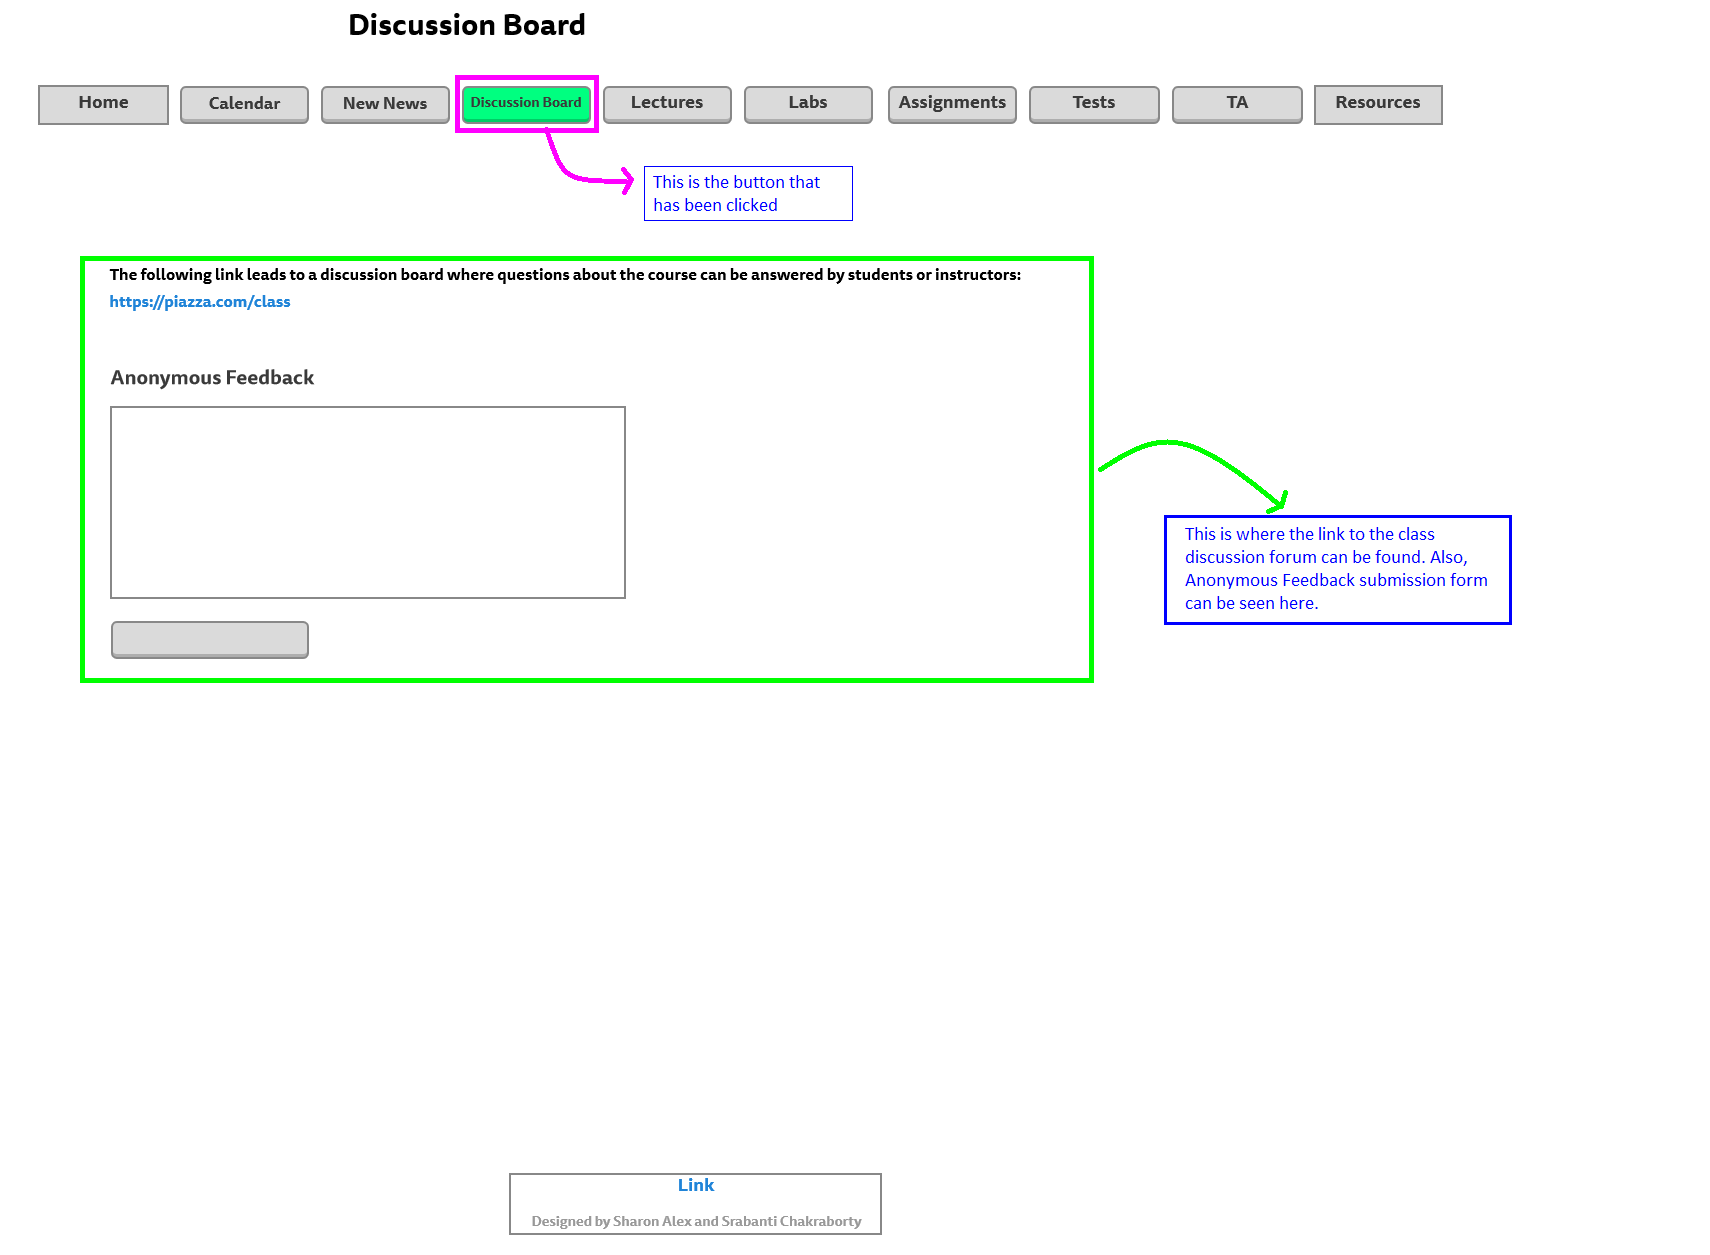 Discussion Board
Home Calendar New News Discussion Board Lectures Labs Assignments Tests TA Resources
This is the button that
has been clicked
The following link leads to a discussion board where questions about the course can be answered by students or instructors:
https://piazza.com/class
Anonymous Feedback
This is where the link to the class
discussion forum can be found. Also,
Anonymous Feedback submission form
can be seen here.
Link
Designed by Sharon Alex and Srabanti Chakraborty